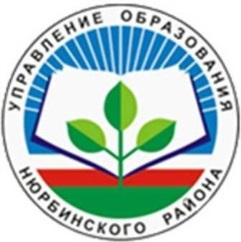 УПРАВЛЕНИЕ ОБРАЗОВАНИЯ
НЮРБИНСКОГО РАЙОНА